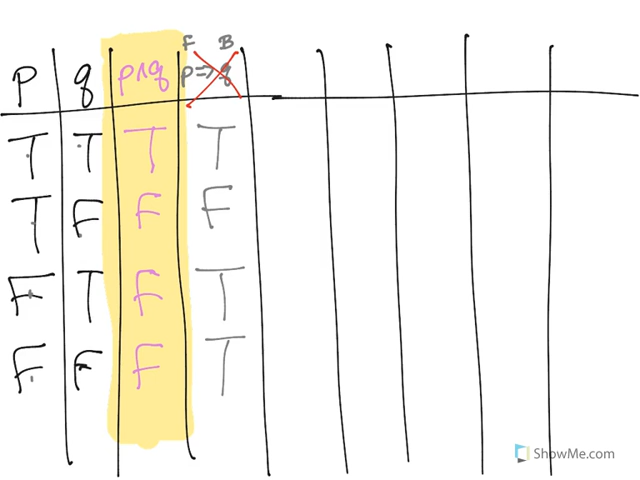 F B
p q p∧q p⇒q
T T T T
T F F F
F T F T
F F F T
ShowMe.com